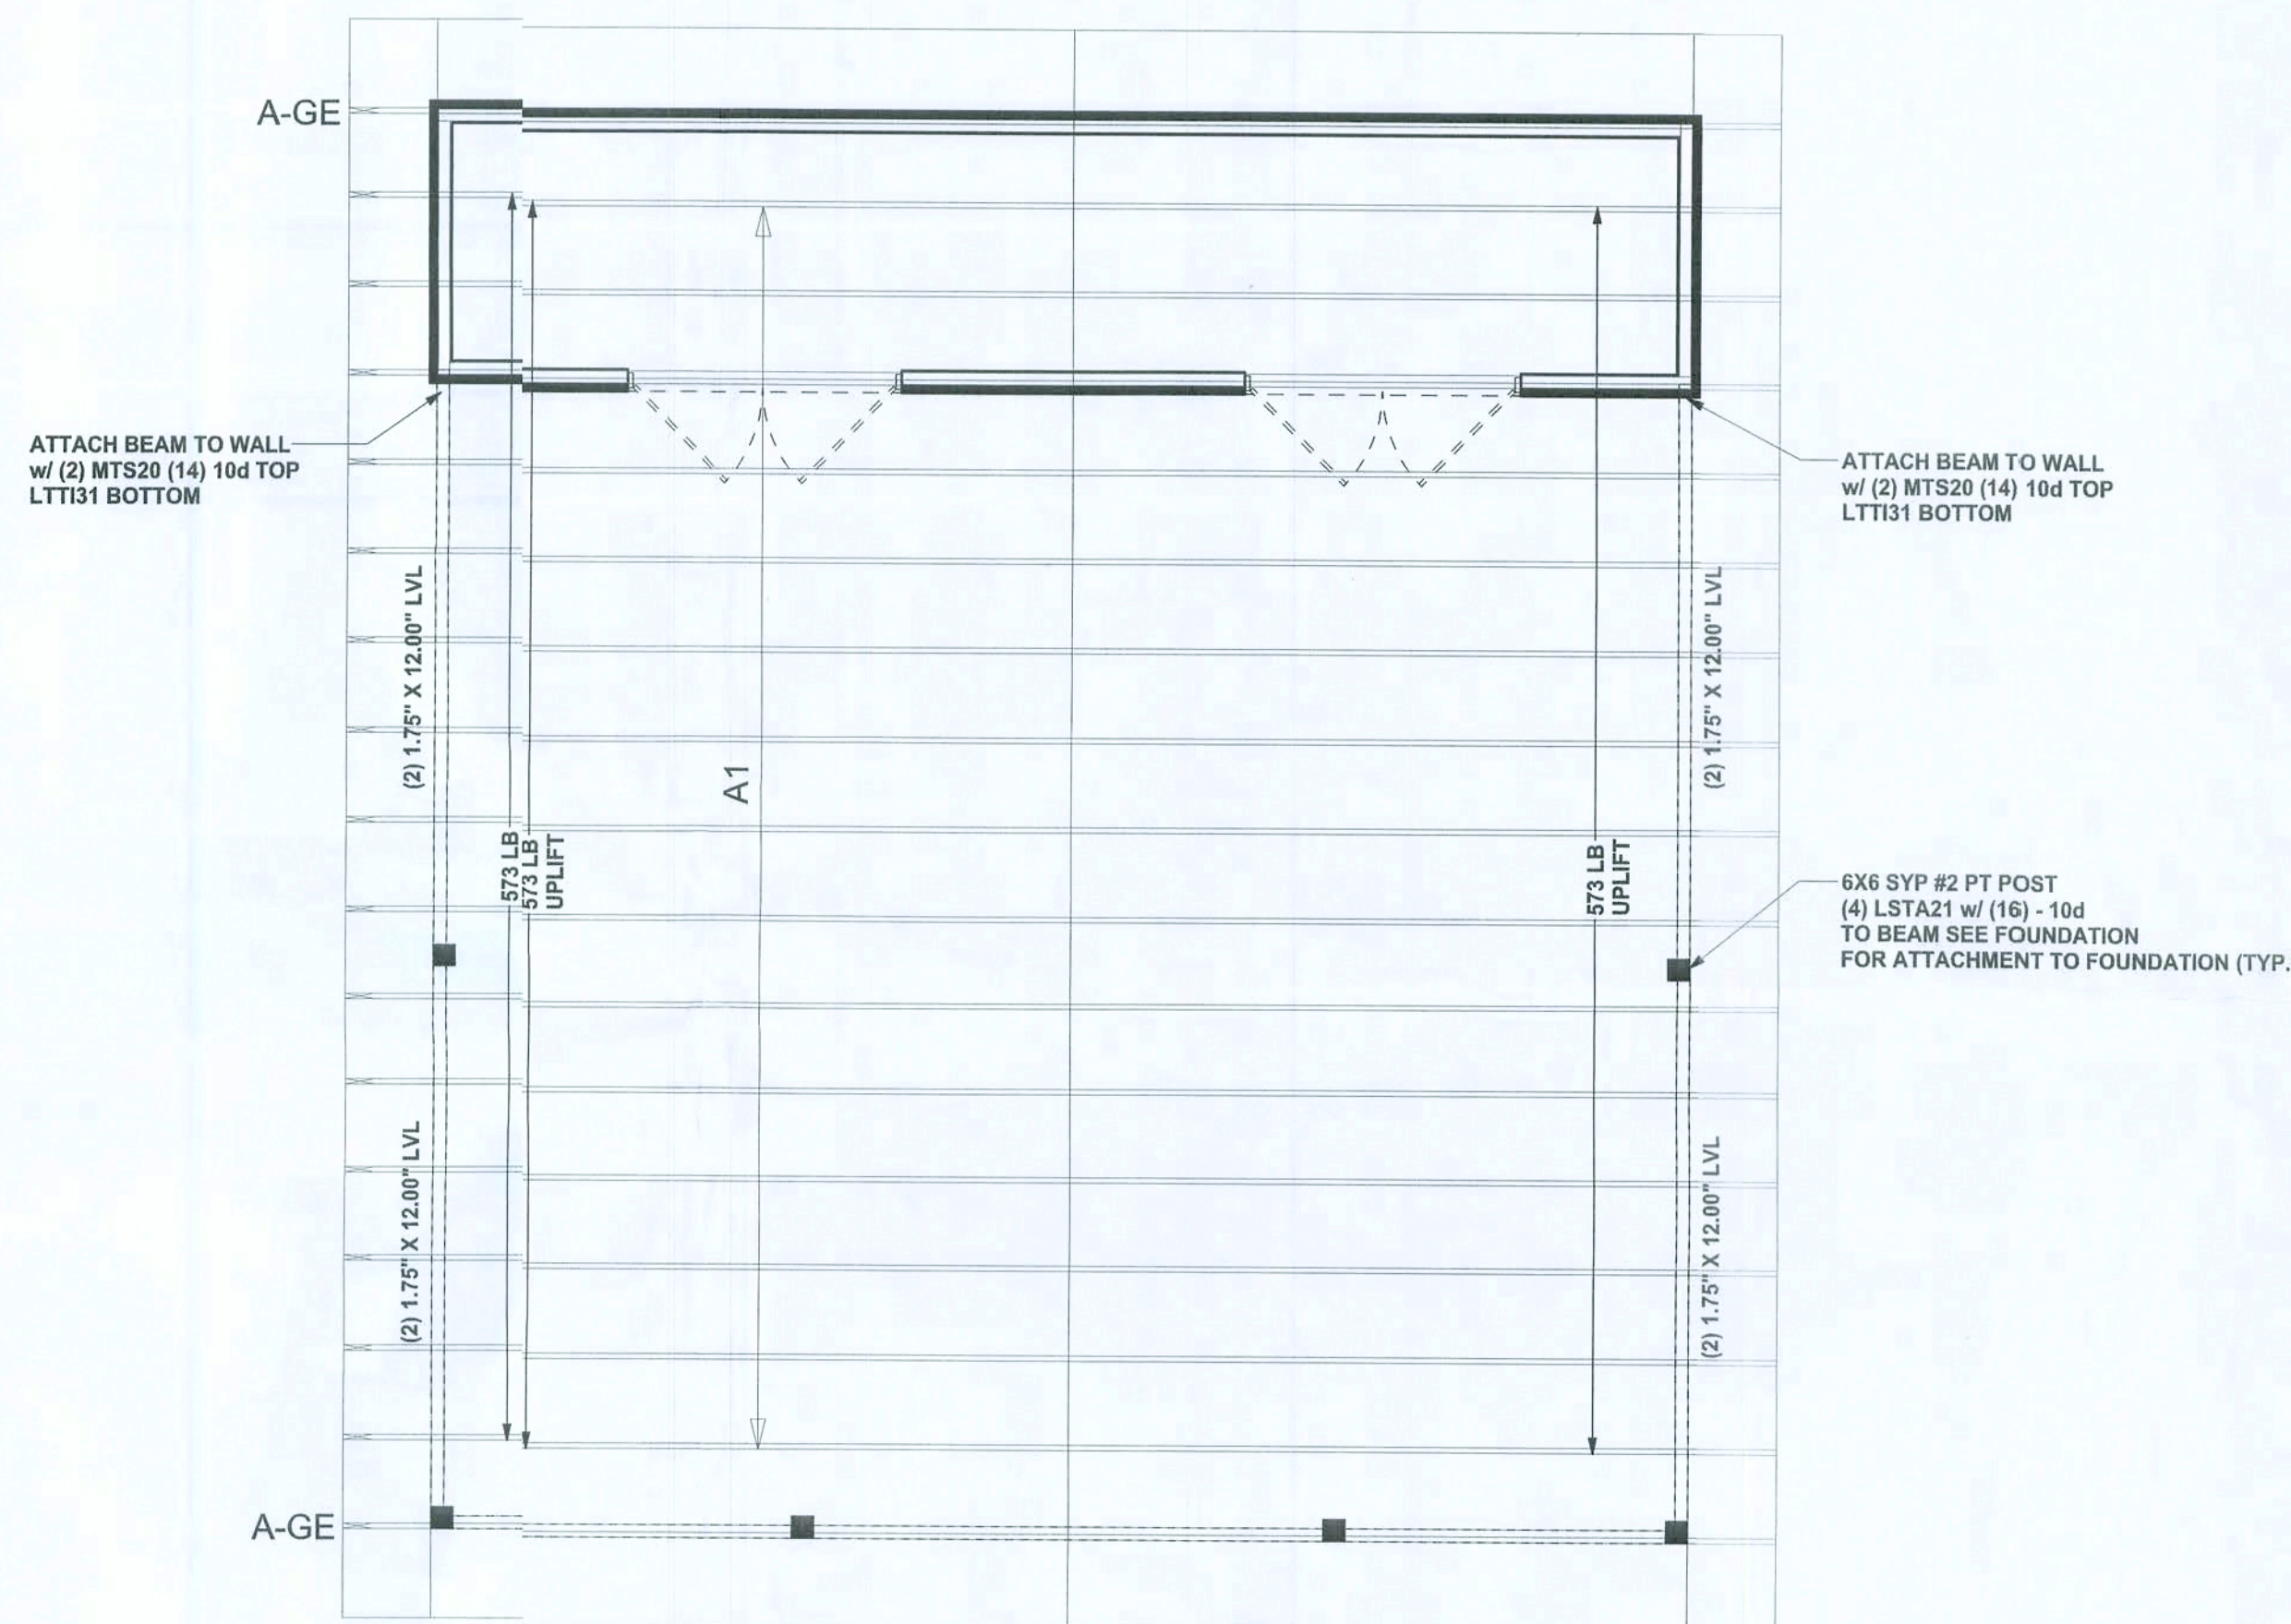 A-GE
ATTACH BEAM TO WALL
w/ (2) MTS20 (14) 10d TOP
LTTI31 BOTTOM
ATTACH BEAM TO WALL
w/ (2) MTS20 (14) 10d TOP
LTTI31 BOTTOM
(2) 1.75" X 12.00" LVL
(2) 1.75" X 12.00" LVL
A1
573 LB
573 LB
UPLIFT
573 LB
UPLIFT
6X6 SYP #2 PT POST
(4) LSTA21 w/ (16) - 10d
TO BEAM SEE FOUNDATION
FOR ATTACHMENT TO FOUNDATION (TYP.
(2) 1.75" X 12.00" LVL
(2) 1.75" X 12.00" LVL
A-GE